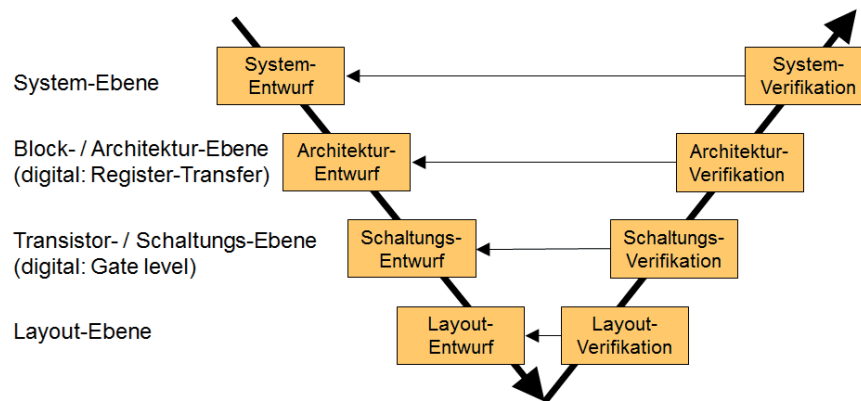 System-Ebene
System-
Entwurf
System-
Verifikation
Block- / Architektur-Ebene
(digital: Register-Transfer)
Architektur-
Entwurf
Architektur-
Verifikation
Transistor- / Schaltungs-Ebene
(digital: Gate level)
Schaltungs-
Entwurf
Schaltungs-
Verifikation
Layout-Ebene
Layout-
Entwurf
Layout-
Verifikation